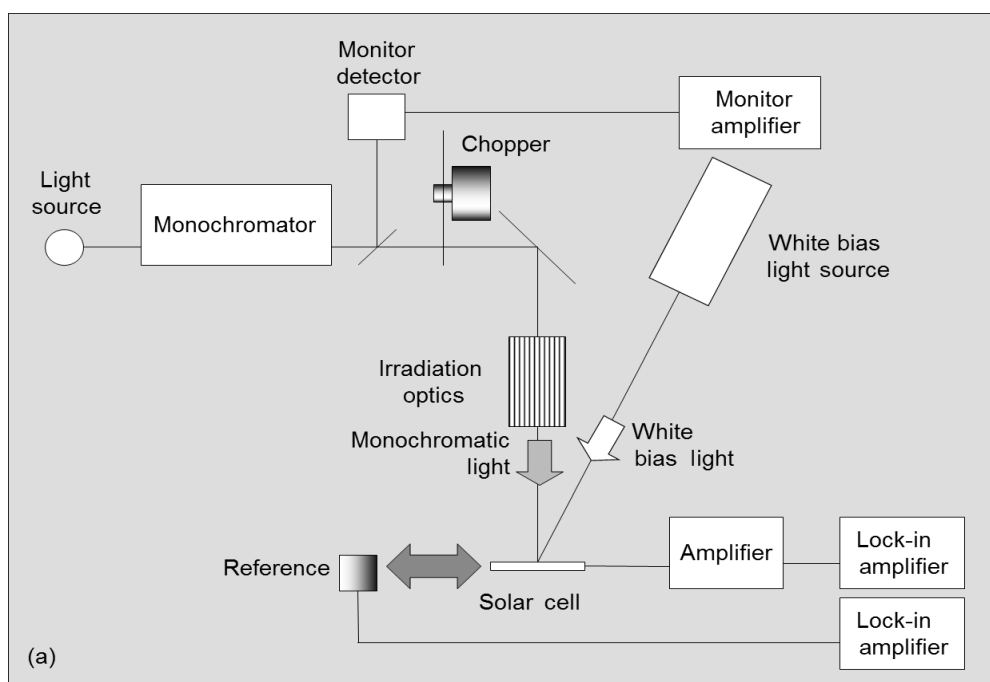 Monitor
detector
Monitor
amplifier
Chopper
Light
source
Monochromator
White bias
light source
Irradiation
optics
Monochromatic
light
White
bias light
Reference
Solar cell
Amplifier
Lock-in
amplifier
Lock-in
amplifier
(a)